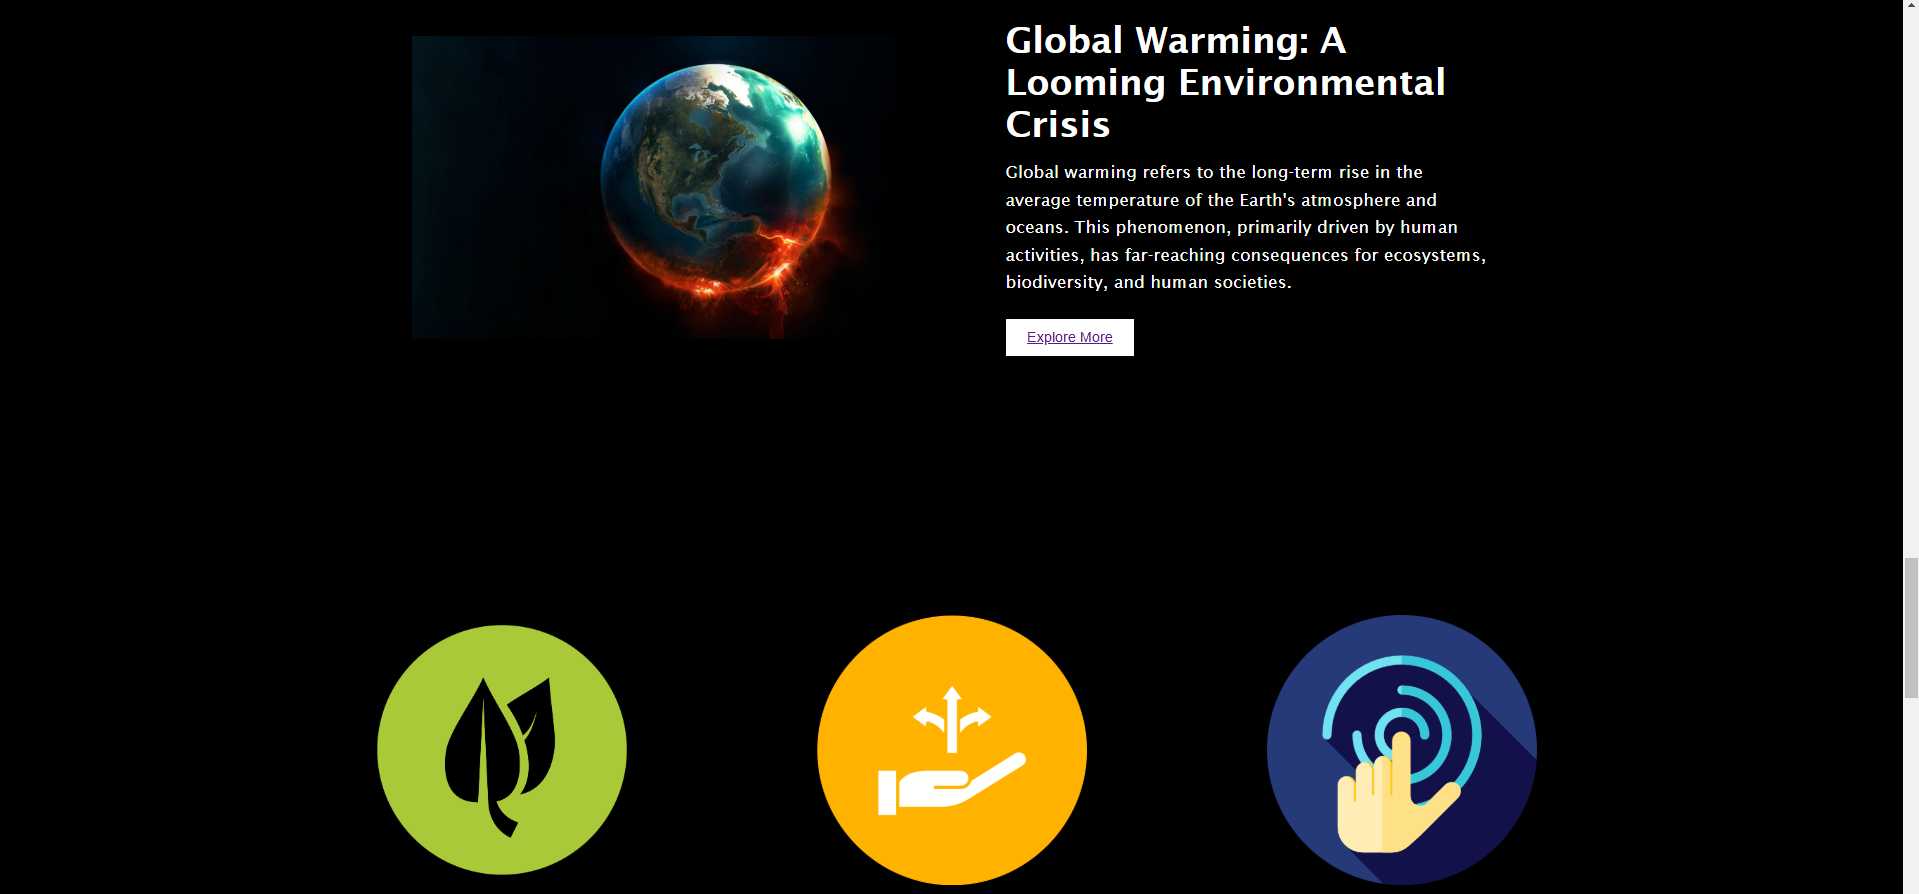 Global Warming: A
Looming Environmental
Crisis
Global warming refers to the long-term rise in the
average temperature of the Earth's atmosphere and
oceans. This phenomenon, primarily driven by human
activities, has far-reaching consequences for ecosystems,
biodiversity, and human societies.
Explore More